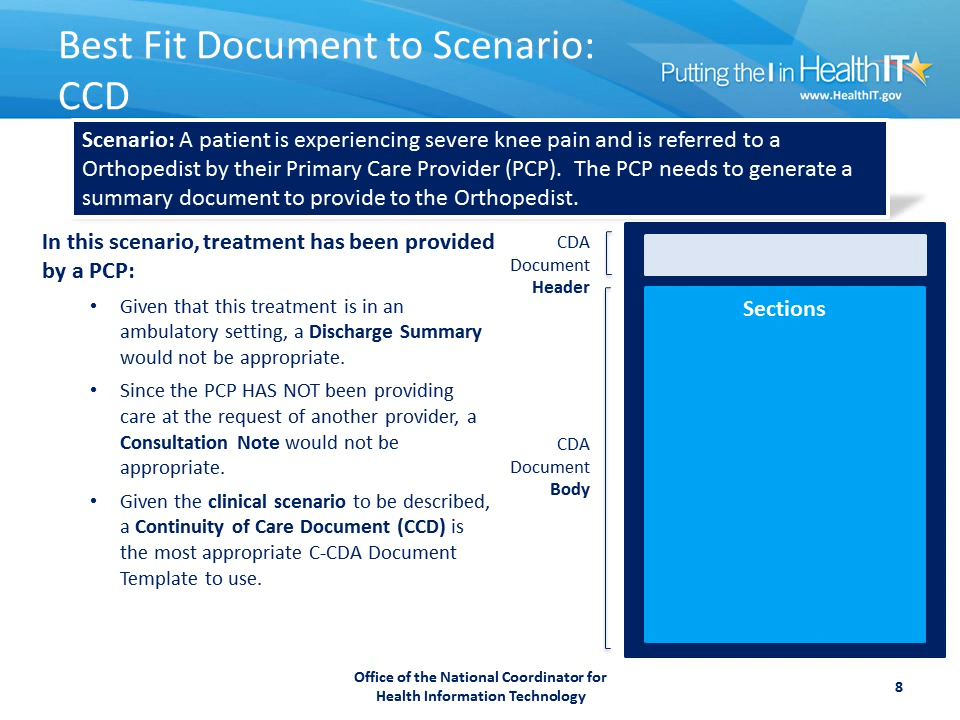 Best Fit Document to Scenario:
CCD
Putting the I in HealthIT
www.HealthIT.gov
Scenario: A patient is experiencing severe knee pain and is referred to a
Orthopedist by their Primary Care Provider (PCP).  The PCP needs to generate a
summary document to provide to the Orthopedist.
In this scenario, treatment has been provided
by a PCP:
• Given that this treatment is in an
ambulatory setting, a Discharge Summary
would not be appropriate.
• Since the PCP HAS NOT been providing
care at the request of another provider, a
Consultation Note would not be
appropriate.
• Given the clinical scenario to be described,
a Continuity of Care Document (CCD) is
the most appropriate C-CDA Document
Template to use.
CDA
Document
Header
CDA
Document
Body
Sections
Office of the National Coordinator for
Health Information Technology
8